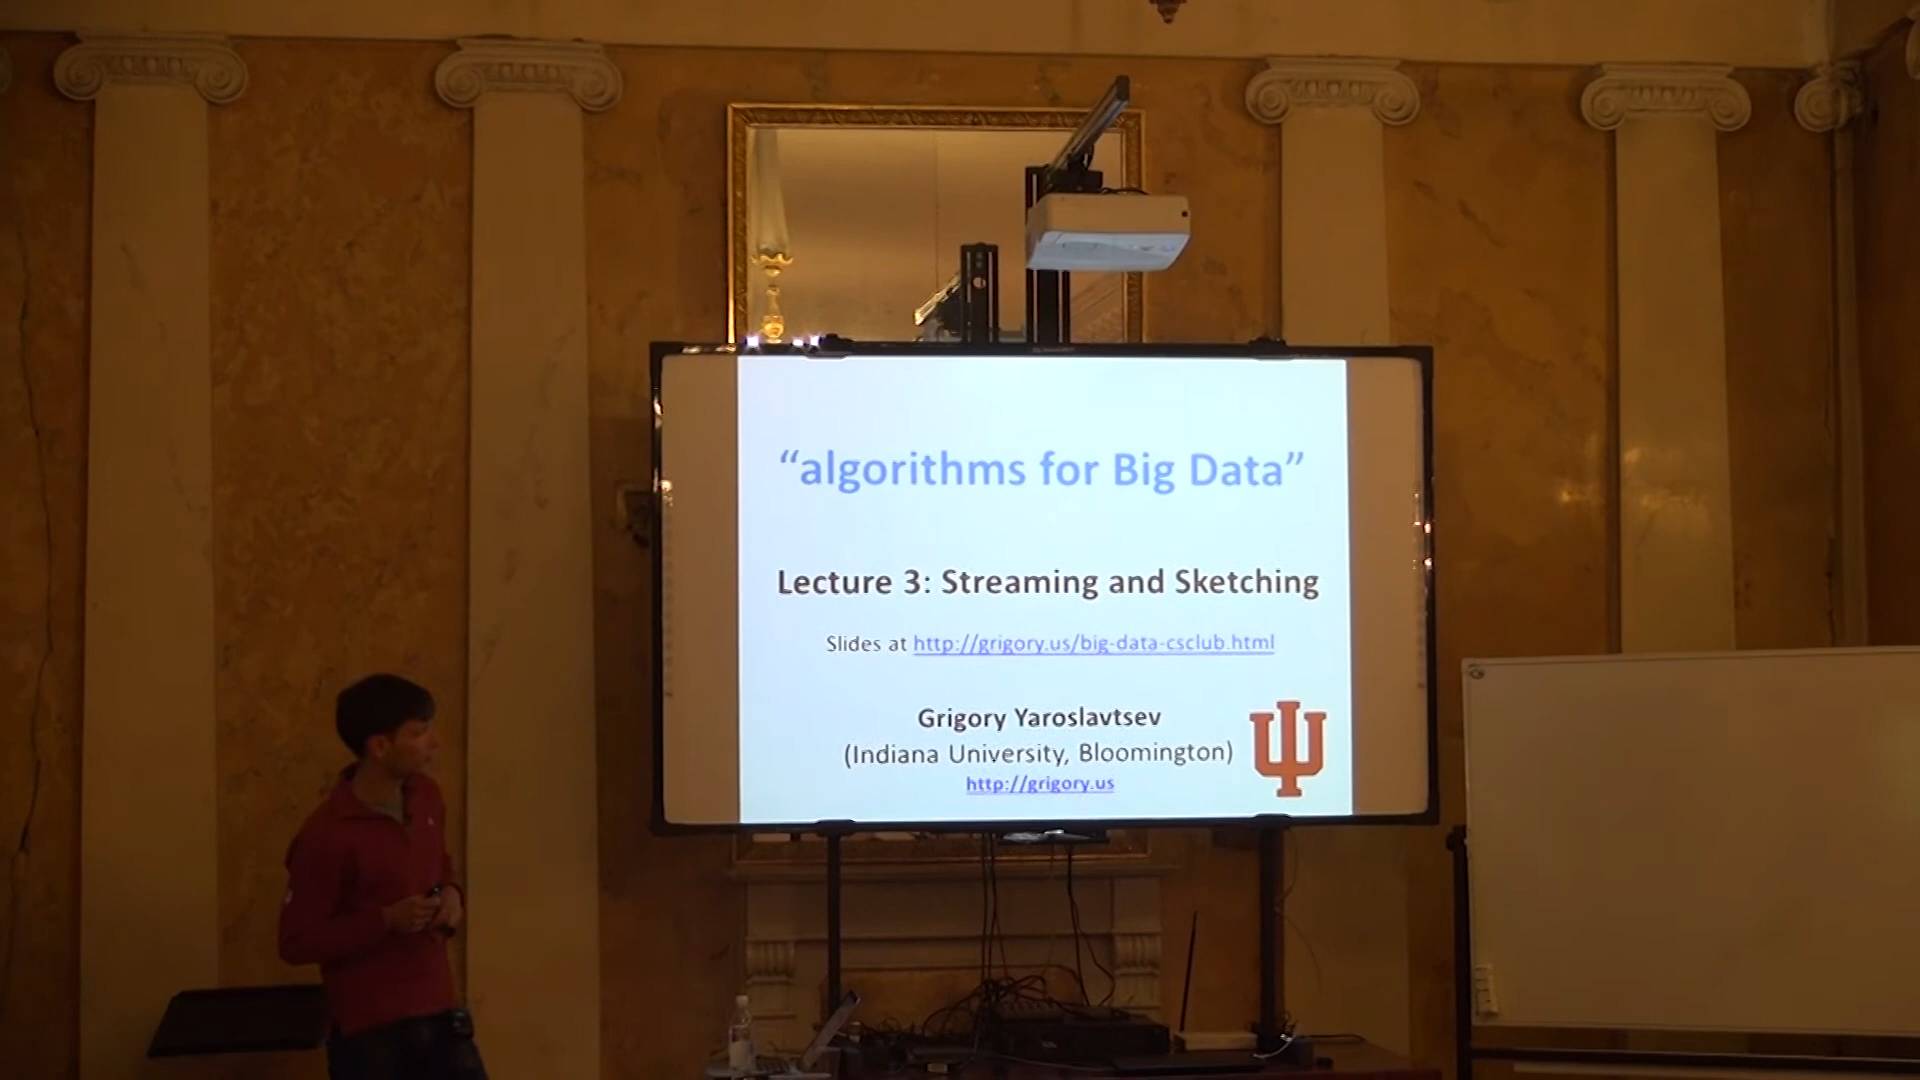 “algorithms for Big Data”
Lecture 3: Streaming and Sketching
Slides at http://grigory.us/big-data-csclub.html
Grigory Yaroslavtsev
(Indiana University, Bloomington)
http://grigory.us